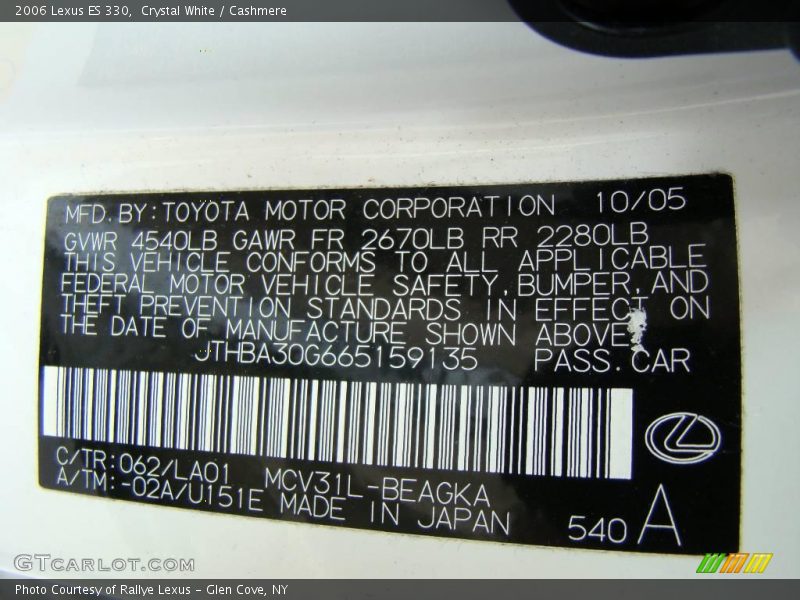 2006 Lexus ES 330,  Crystal White / Cashmere
MFD. BY: TOYOTA MOTOR CORPORATION 10/05
GVWR 4540LB GAWR FR 2670LB RR 2280LB
THIS VEHICLE CONFORMS TO ALL APPLICABLE
FEDERAL MOTOR VEHICLE SAFETY, BUMPER, AND
THEFT PREVENTION STANDARDS IN EFFECT ON
THE DATE OF MANUFACTURE SHOWN ABOVE.
JTHBA30G665159135 PASS. CAR
C/TR: 062/LA01 MCV31L-BEAGKA
A/TM: -02A/U151E MADE IN JAPAN
540 A
GTCARLOT.COM
Photo Courtesy of Rallye Lexus - Glen Cove, NY